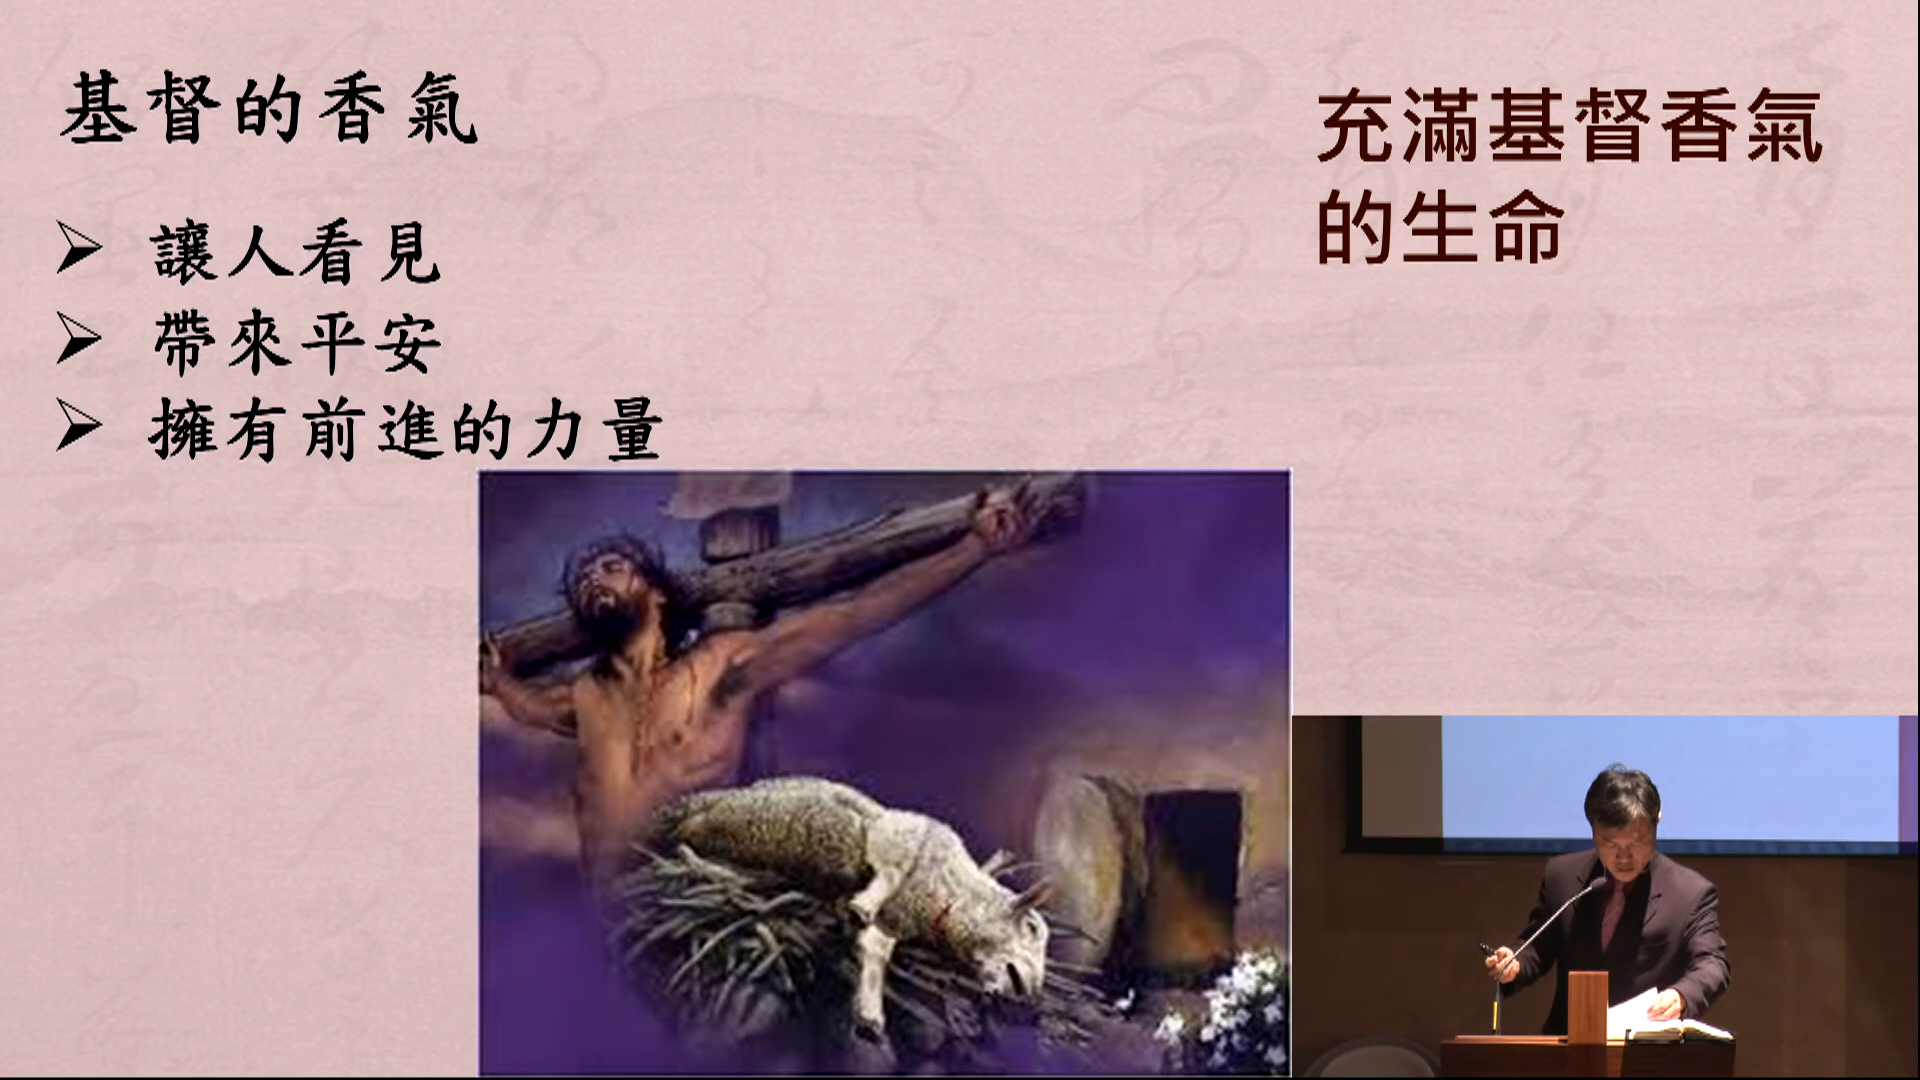 基督的香氣
讓人看見
帶來平安
擁有前進的力量
充滿基督香氣
的生命